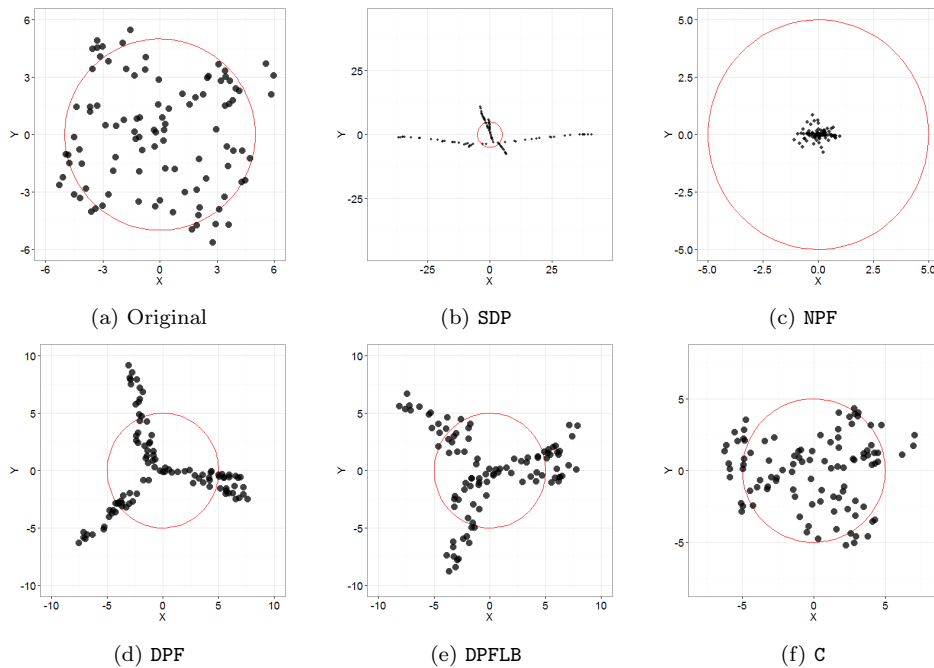 6
3
Y 0
-3
-6
-6 -3 0 3 6
X
(a) Original
25
Y 0
-25
-25 0 25
X
(b) SDP
5.0
2.5
Y 0.0
-2.5
-5.0
-5.0 -2.5 0.0 2.5 5.0
X
(c) NPF
10
5
Y 0
-5
-10
-10 -5 0 5 10
X
(d) DPF
10
5
Y 0
-5
-10
-10 -5 0 5 10
X
(e) DPFLB
5
Y 0
-5
-5 0 5
X
(f) C